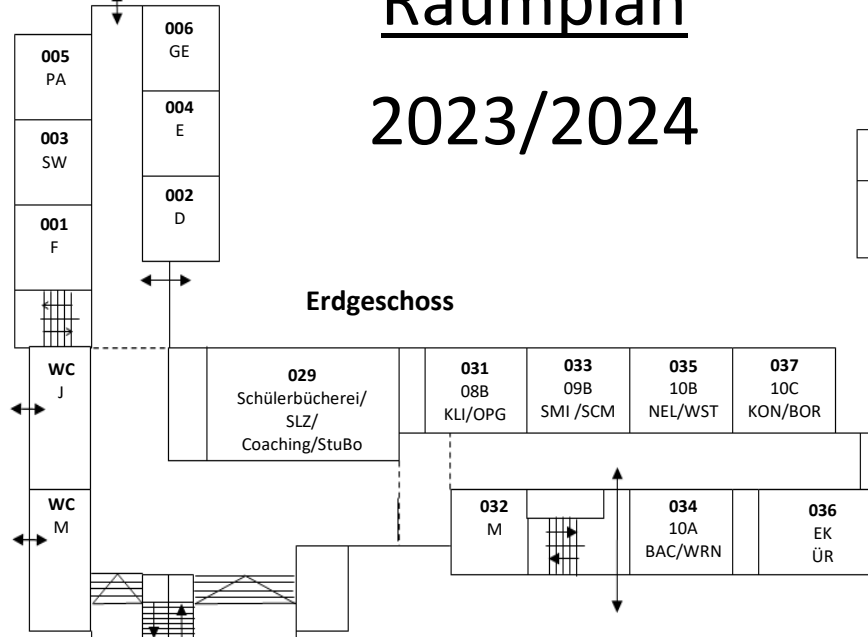 Raumplan
2023/2024
006
GE
005
PA
004
E
003
SW
002
D
001
F
Erdgeschoss
WC
J
029
Schülerbücherei/
SLZ/
Coaching/StuBo
031
08B
KLI/OPG
033
09B
SMI /SCM
035
10B
NEL/WST
037
10C
KON/BOR
WC
M
032
M
034
10A
BAC/WRN
036
EK
ÜR